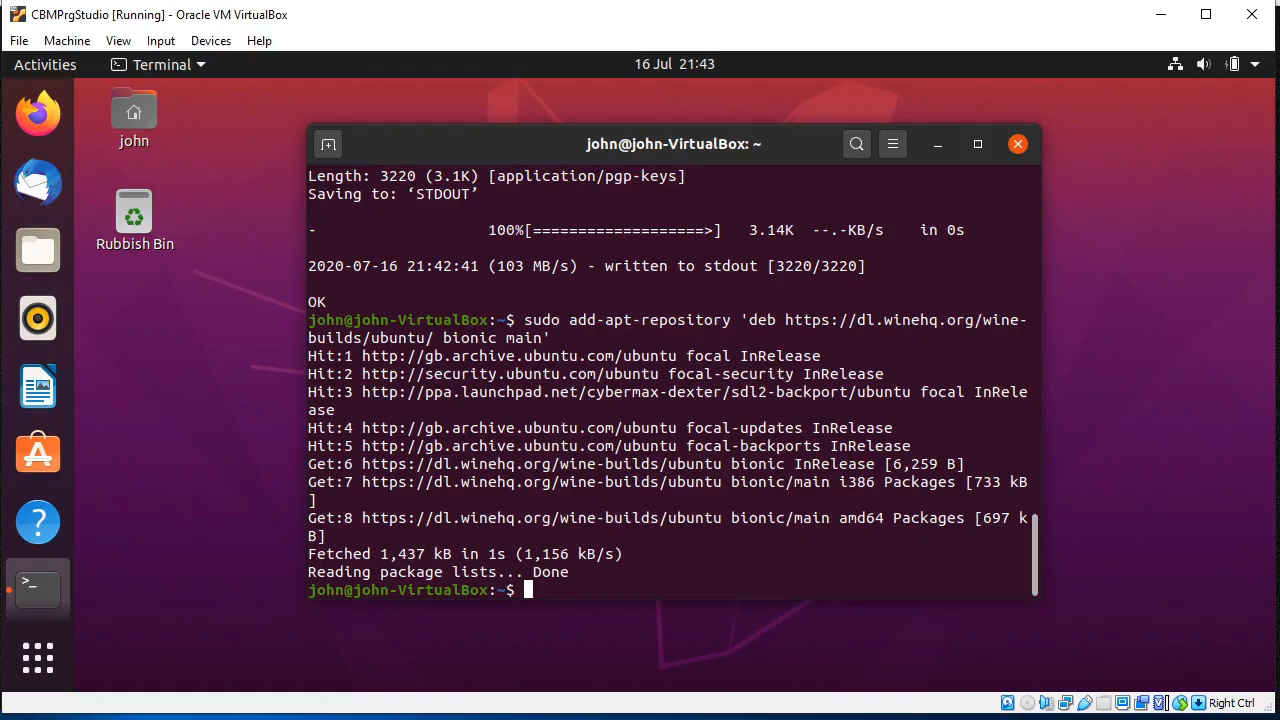 CBMPrgStudio [Running] - Oracle VM VirtualBox
File Machine View Input Devices Help
Activities Terminal 16 Jul 21:43
john
Rubbish Bin
john@john-VirtualBox: ~
Length: 3220 (3.1K) [application/pgp-keys]
Saving to: ‘STDOUT’
- 100%[===================>] 3.14K --.-KB/s in 0s
2020-07-16 21:42:41 (103 MB/s) - written to stdout [3220/3220]
OK
john@john-VirtualBox:~$ sudo add-apt-repository 'deb https://dl.winehq.org/wine-
builds/ubuntu/ bionic main'
Hit:1 http://gb.archive.ubuntu.com/ubuntu focal InRelease
Hit:2 http://security.ubuntu.com/ubuntu focal-security InRelease
Hit:3 http://ppa.launchpad.net/cybermax-dexter/sdl2-backport/ubuntu focal InRele
ase
Hit:4 http://gb.archive.ubuntu.com/ubuntu focal-updates InRelease
Hit:5 http://gb.archive.ubuntu.com/ubuntu focal-backports InRelease
Get:6 https://dl.winehq.org/wine-builds/ubuntu bionic InRelease [6,259 B]
Get:7 https://dl.winehq.org/wine-builds/ubuntu bionic/main i386 Packages [733 kB
]
Get:8 https://dl.winehq.org/wine-builds/ubuntu bionic/main amd64 Packages [697 k
B]
Fetched 1,437 kB in 1s (1,156 kB/s)
Reading package lists... Done
john@john-VirtualBox:~$
Right Ctrl